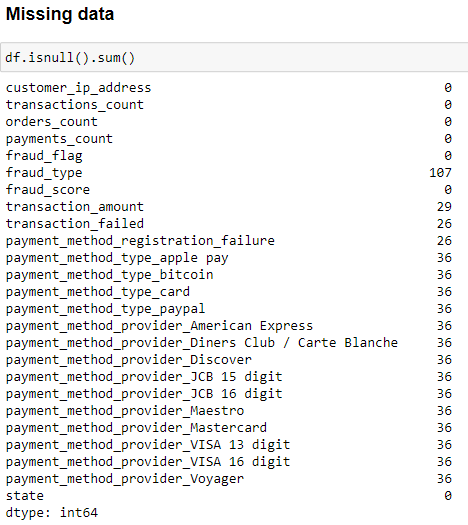 Missing data
df.isnull().sum()
customer_ip_address 0
transactions_count 0
orders_count 0
payments_count 0
fraud_flag 0
fraud_type 107
fraud_score 0
transaction_amount 29
transaction_failed 26
payment_method_registration_failure 26
payment_method_type_apple pay 36
payment_method_type_bitcoin 36
payment_method_type_card 36
payment_method_type_paypal 36
payment_method_provider_American Express 36
payment_method_provider_Diners Club / Carte Blanche 36
payment_method_provider_Discover 36
payment_method_provider_JCB 15 digit 36
payment_method_provider_JCB 16 digit 36
payment_method_provider_Maestro 36
payment_method_provider_Mastercard 36
payment_method_provider_VISA 13 digit 36
payment_method_provider_VISA 16 digit 36
payment_method_provider_Voyager 36
state 0
dtype: int64